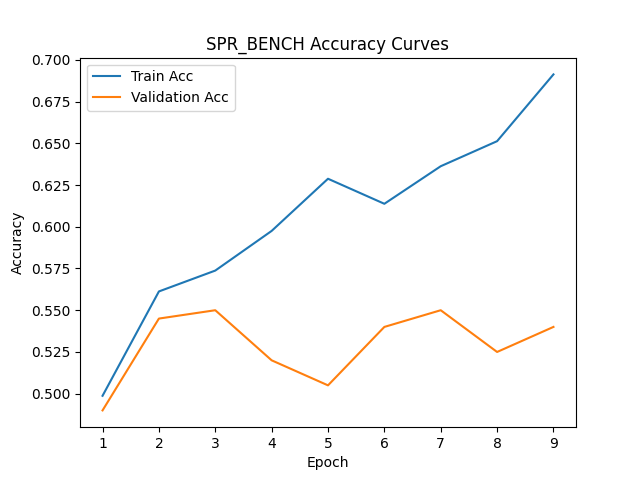 SPR_BENCH Accuracy Curves
Train Acc
Validation Acc
Accuracy
0.700
0.675
0.650
0.625
0.600
0.575
0.550
0.525
0.500
1 2 3 4 5 6 7 8 9
Epoch